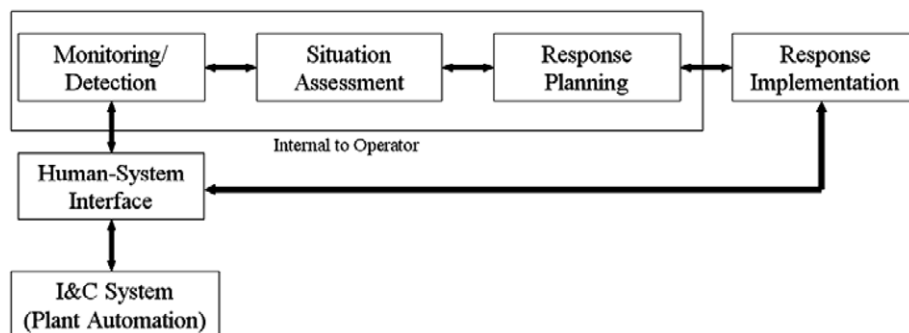 Monitoring/
Detection
Situation
Assessment
Response
Planning
Response
Implementation
Internal to Operator
Human-System
Interface
I&C System
(Plant Automation)